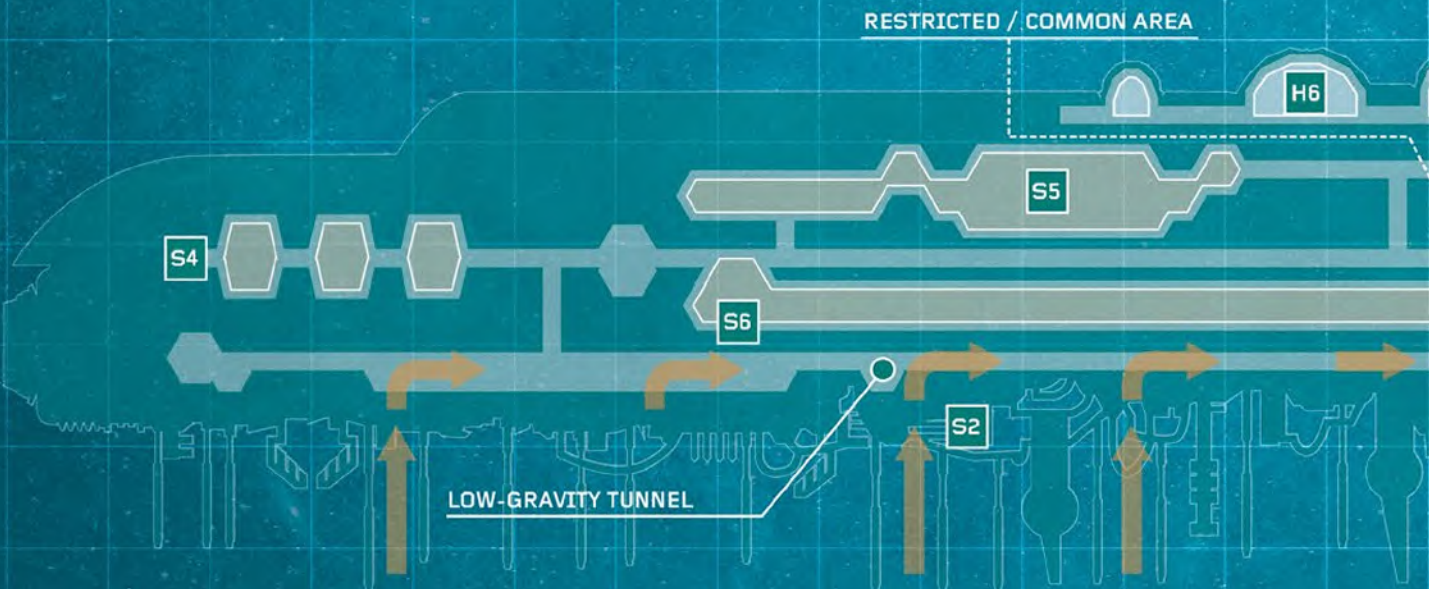 RESTRICTED / COMMON AREA
H6
S5
S4
S6
S2
LOW-GRAVITY TUNNEL